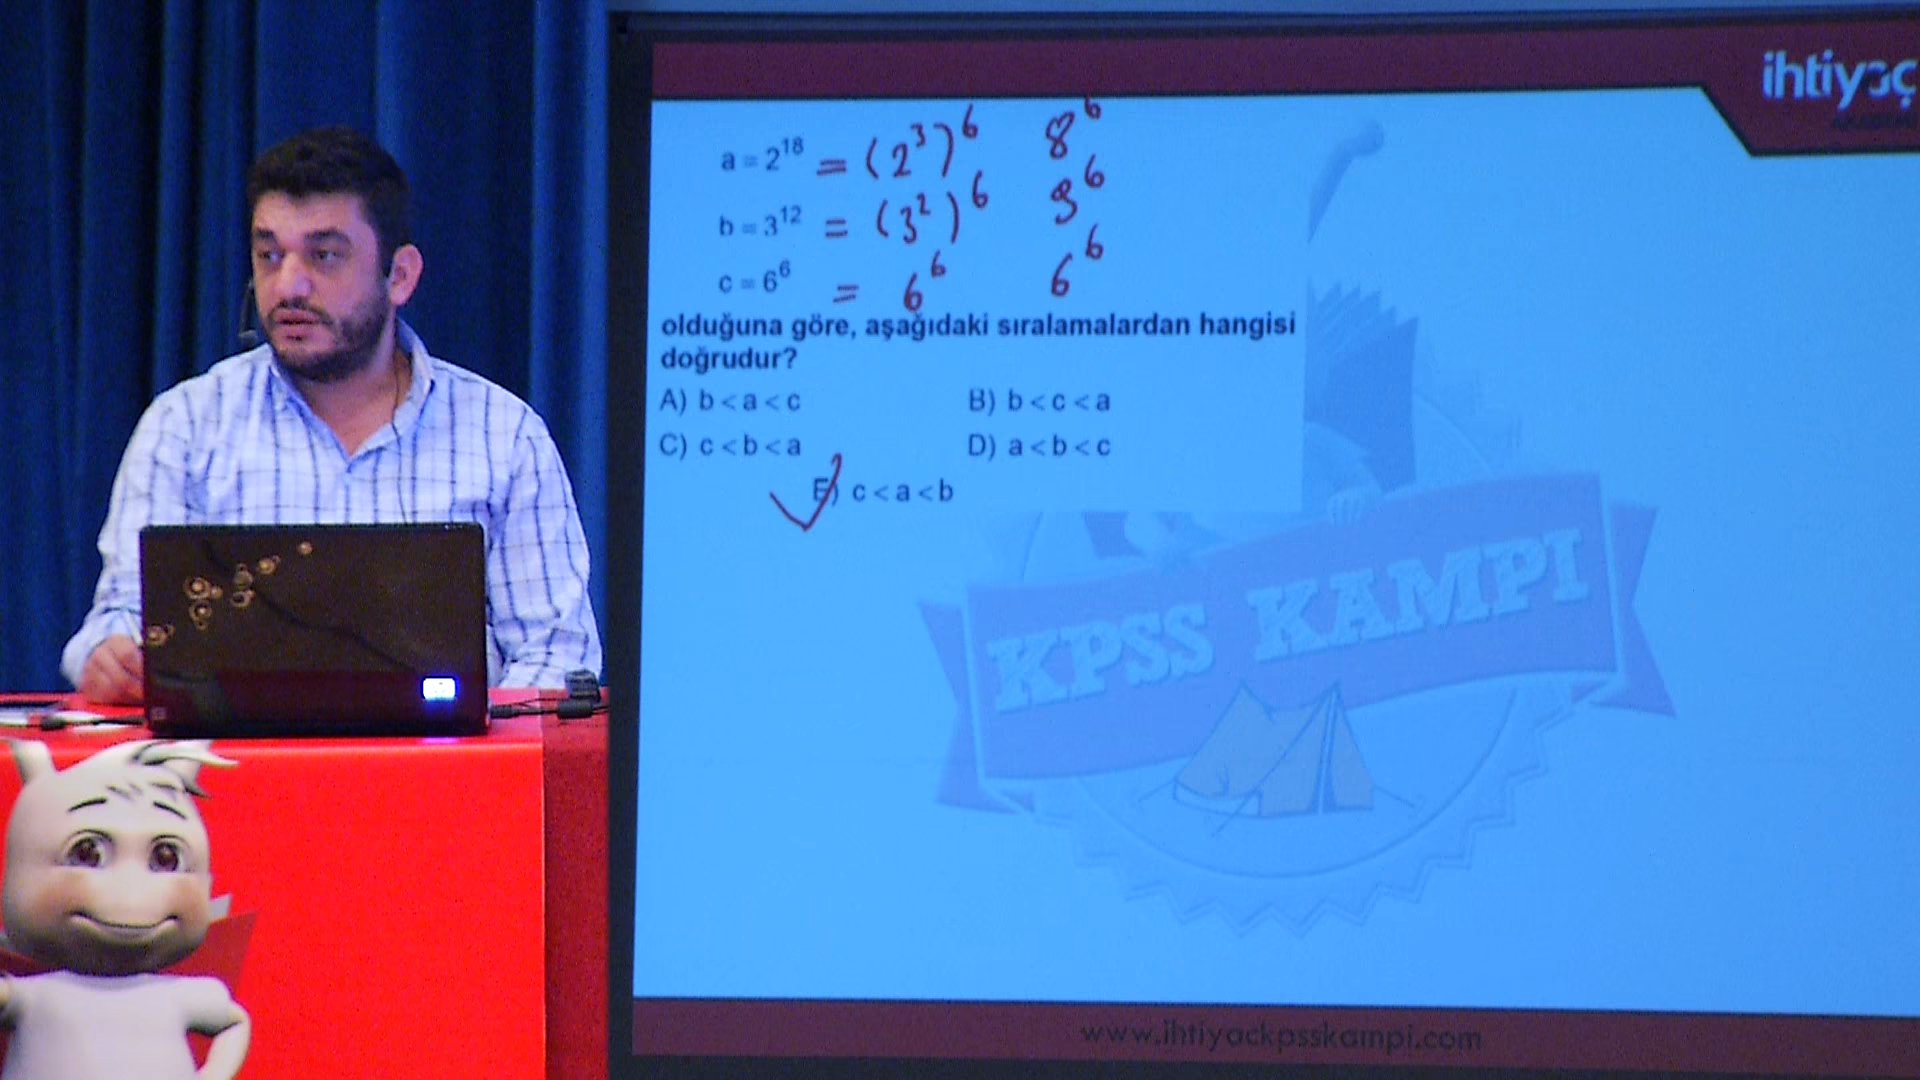 ihtiyaç
a = 2¹⁸ = (2³)⁶ 8⁶
b = 3¹² = (3²)⁶ 9⁶
c = 6⁶ = 6⁶ 6⁶
olduğuna göre, aşağıdaki sıralamalardan hangisi
doğrudur?
A) b < a < c B) b < c < a
C) c < b < a D) a < b < c
E) c < a < b
KPSS KAMPI
www.ihtiyackpsskampi.com